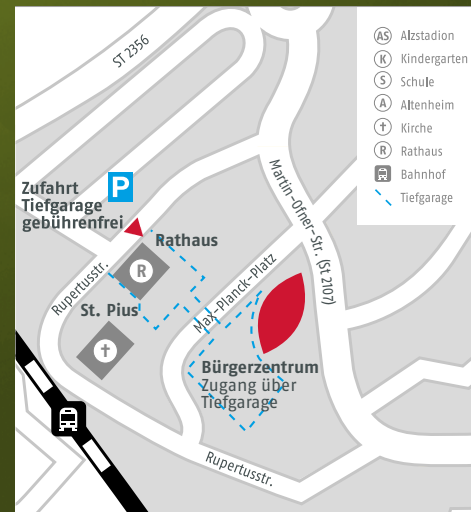 ST 2356
AS Alzstadion
K Kindergarten
S Schule
A Altenheim
Kirche
R Rathaus
Bahnhof
Tiefgarage
P
Zufahrt
Tiefgarage
gebührenfrei
Martin-Ofner-Str. (St 2107)
Rathaus
R
Rupertusstr.
St. Pius
Max-Planck-Platz
Bürgerzentrum
Zugang über
Tiefgarage
Rupertusstr.